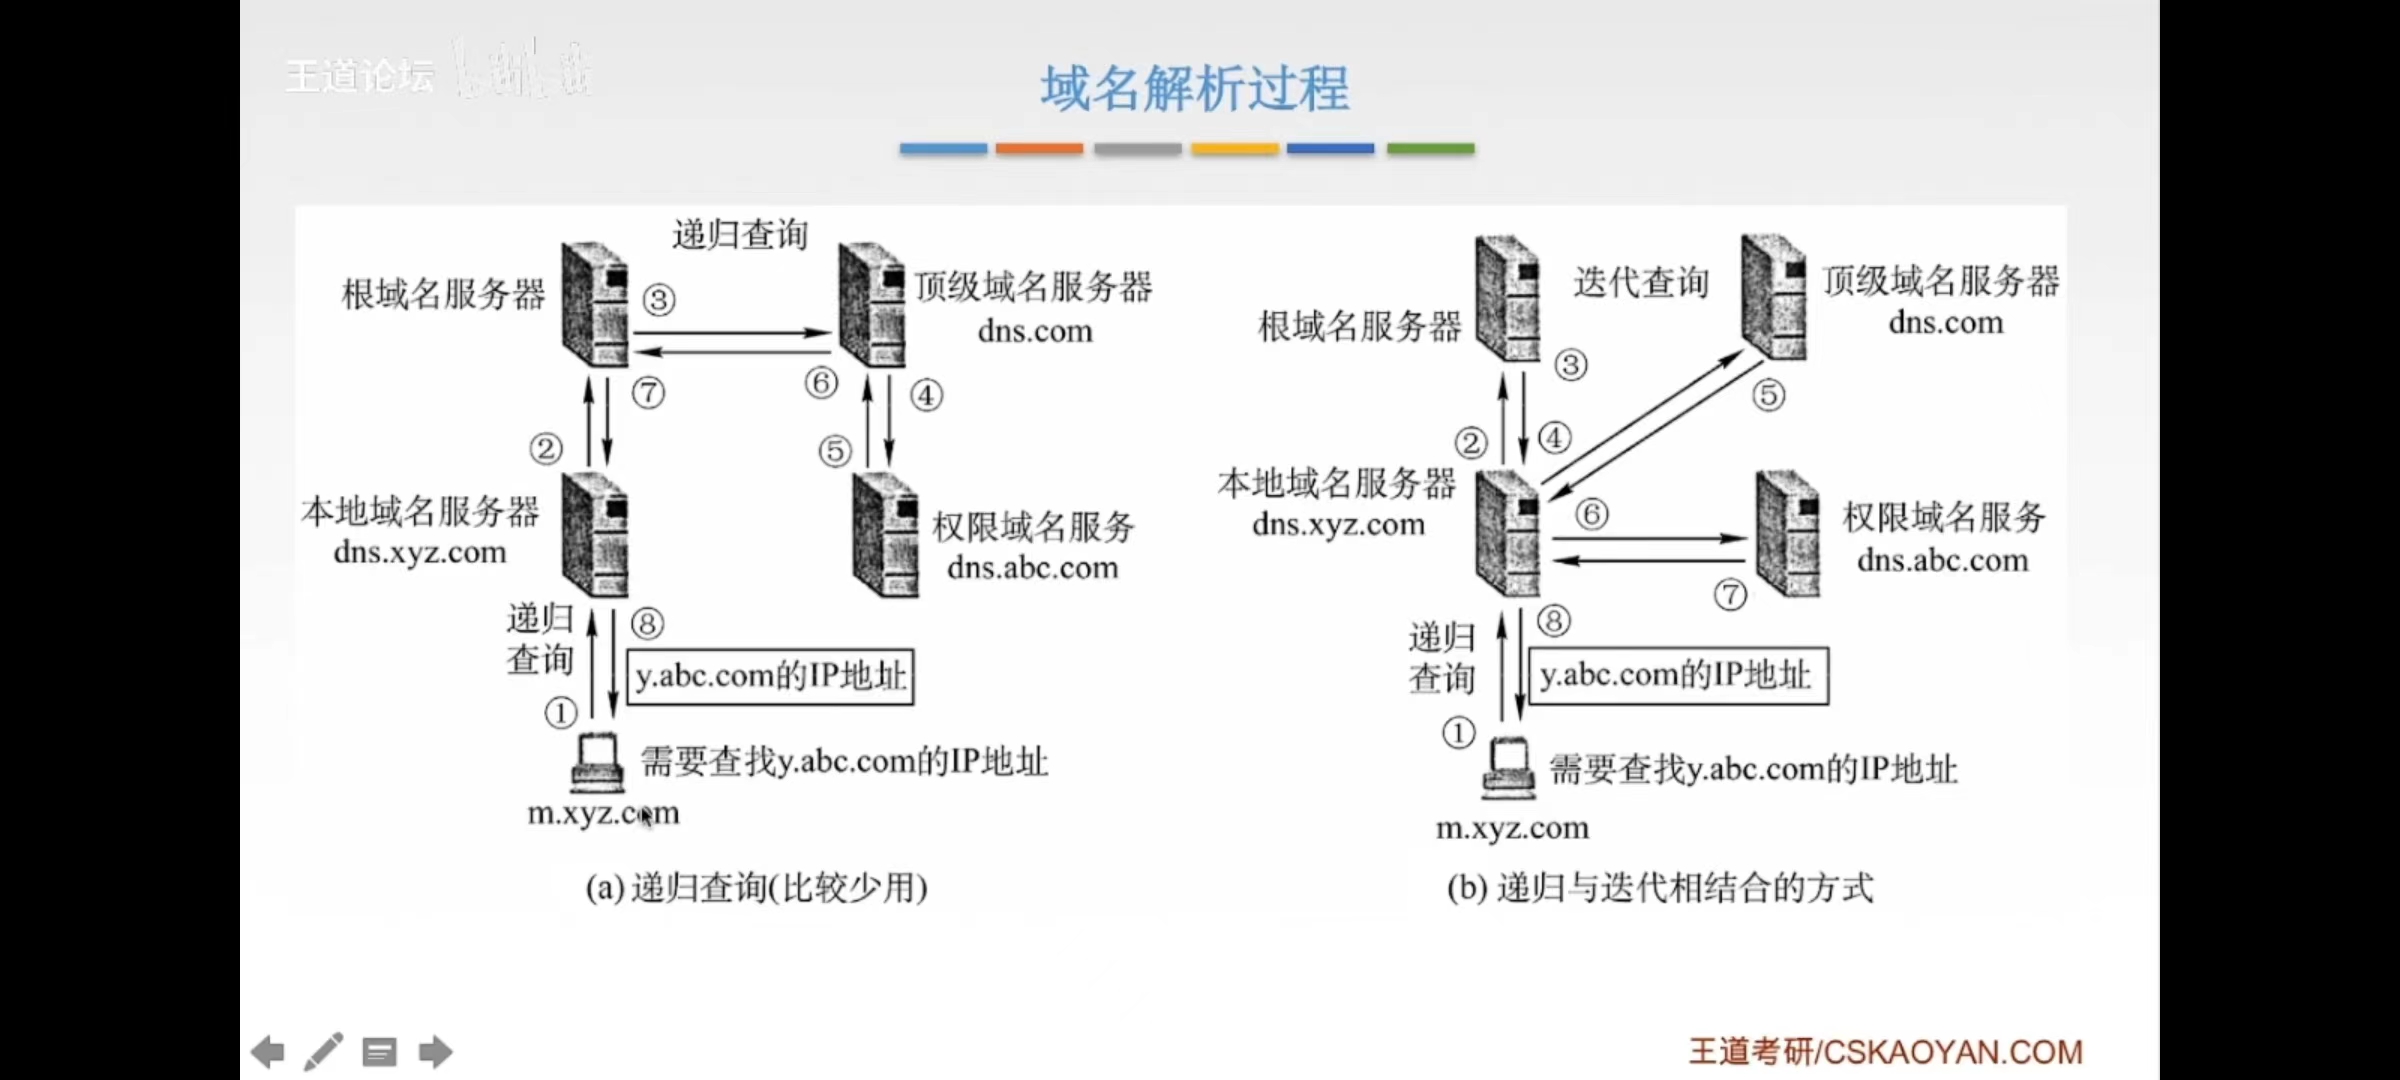 王道论坛
域名解析过程
递归查询
根域名服务器
顶级域名服务器
dns.com
③
⑦
⑥
④
②
⑤
本地域名服务器
dns.xyz.com
权限域名服务
dns.abc.com
递归
查询
⑧
y.abc.com的IP地址
①
需要查找y.abc.com的IP地址
m.xyz.com
(a) 递归查询(比较少用)
迭代查询
根域名服务器
顶级域名服务器
dns.com
③
⑤
②
④
本地域名服务器
dns.xyz.com
⑥
权限域名服务
dns.abc.com
⑦
递归
查询
⑧
y.abc.com的IP地址
①
需要查找y.abc.com的IP地址
m.xyz.com
(b) 递归与迭代相结合的方式
王道考研/CSKAOYAN.COM